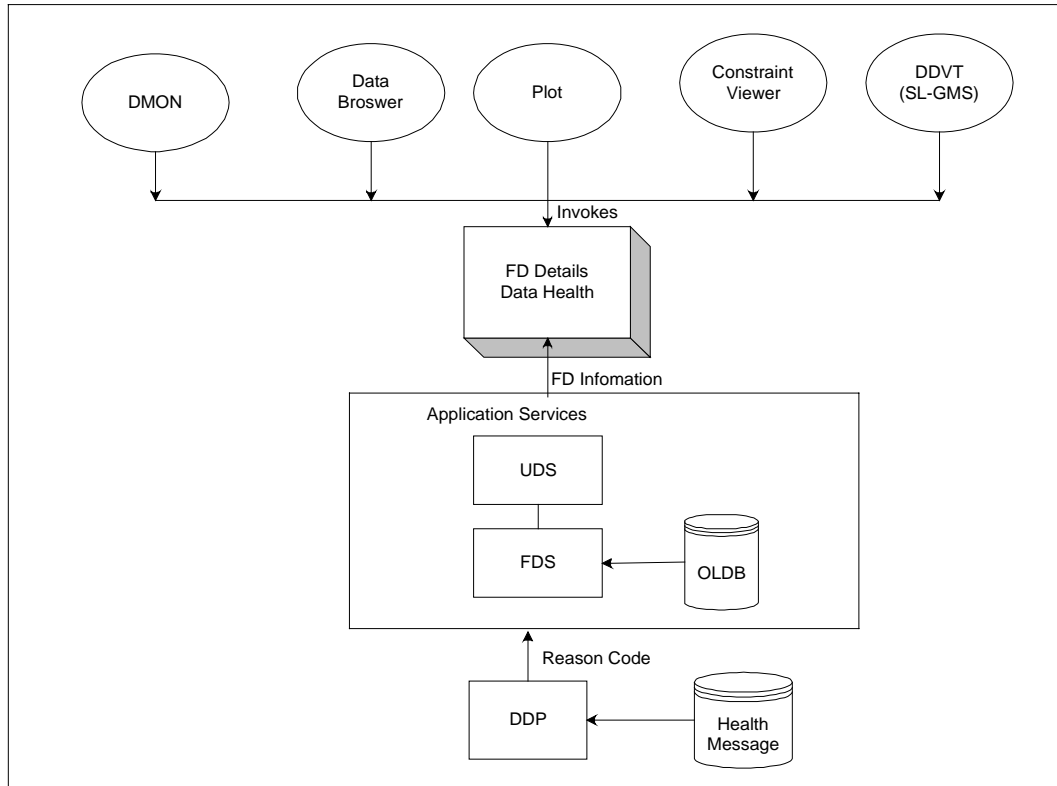 DMON
Data
Broswer
Plot
Constraint
Viewer
DDVT
(SL-GMS)
Invokes
FD Details
Data Health
FD Infomation
Application Services
UDS
FDS
OLDB
Reason Code
DDP
Health
Message